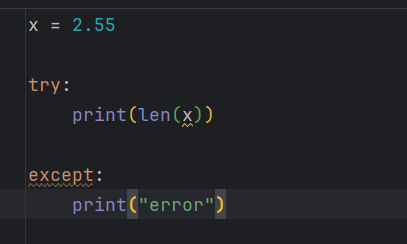 x = 2.55
try:
    print(len(x))
except:
    print("error")